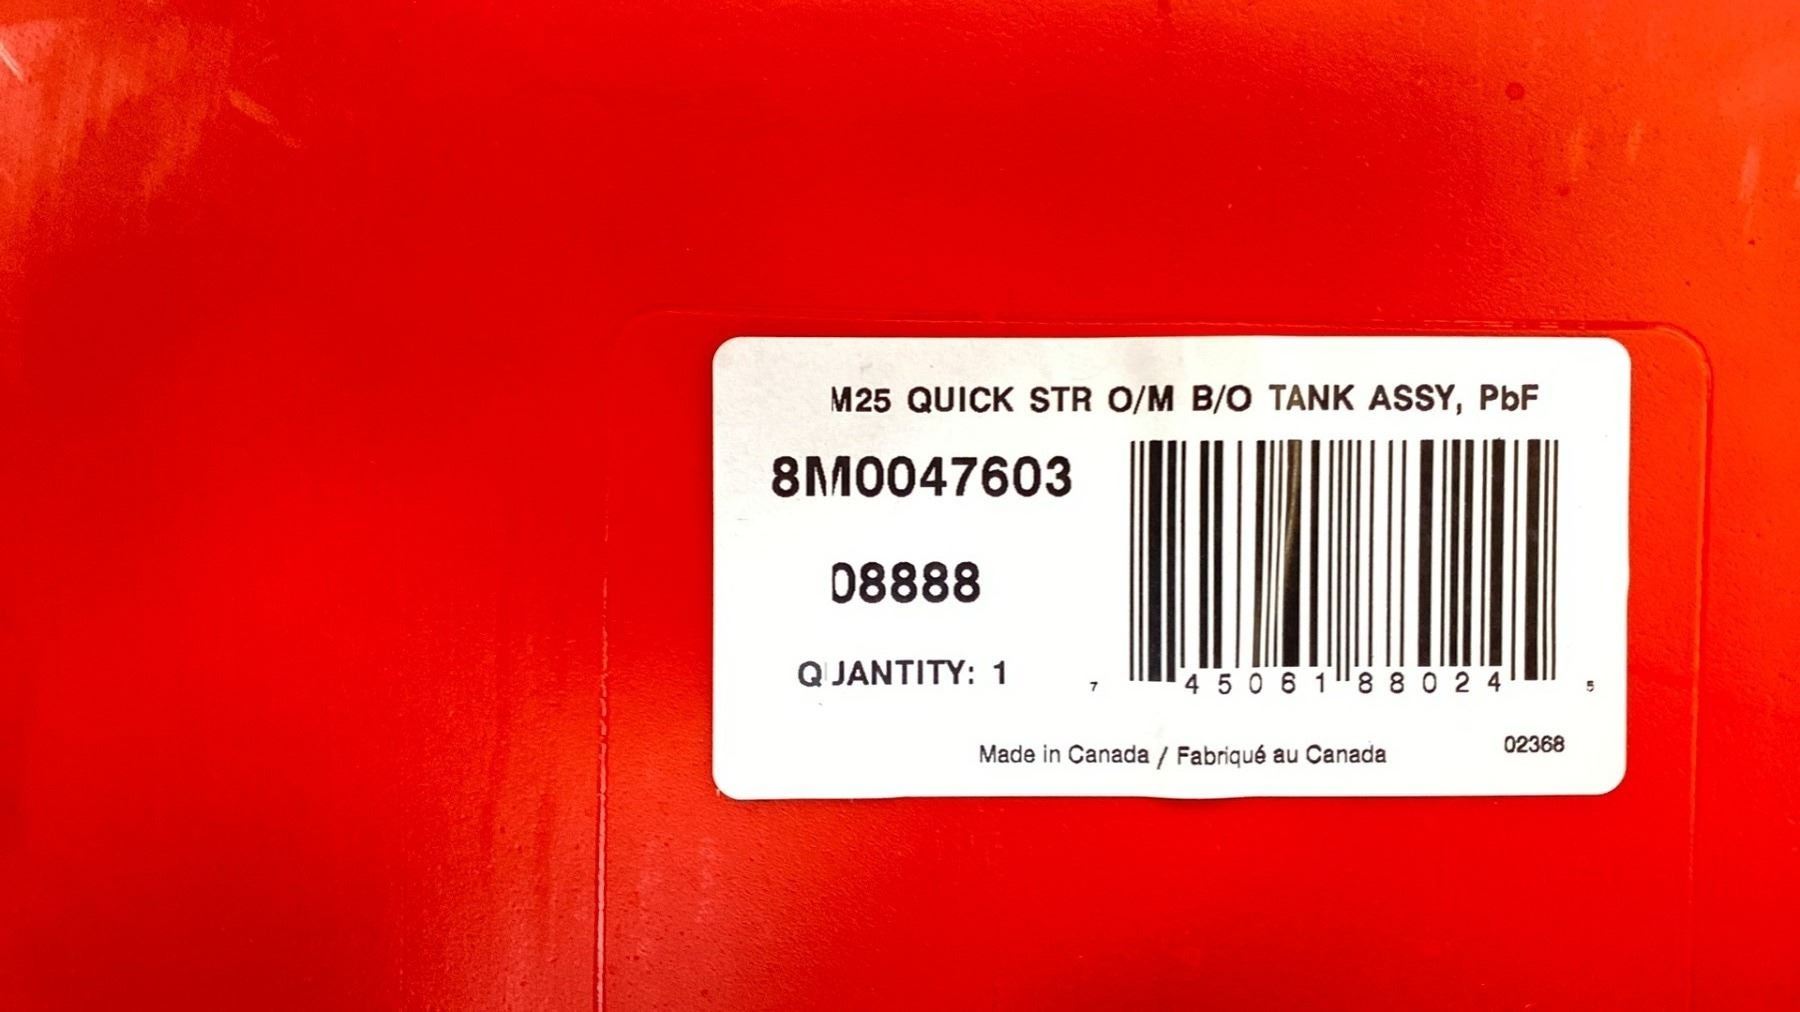 M25 QUICK STR O/M B/O TANK ASSY, PbF
8M0047603
08888
QUANTITY: 1
7 45061 88024 5
Made in Canada / Fabriqué au Canada
02368